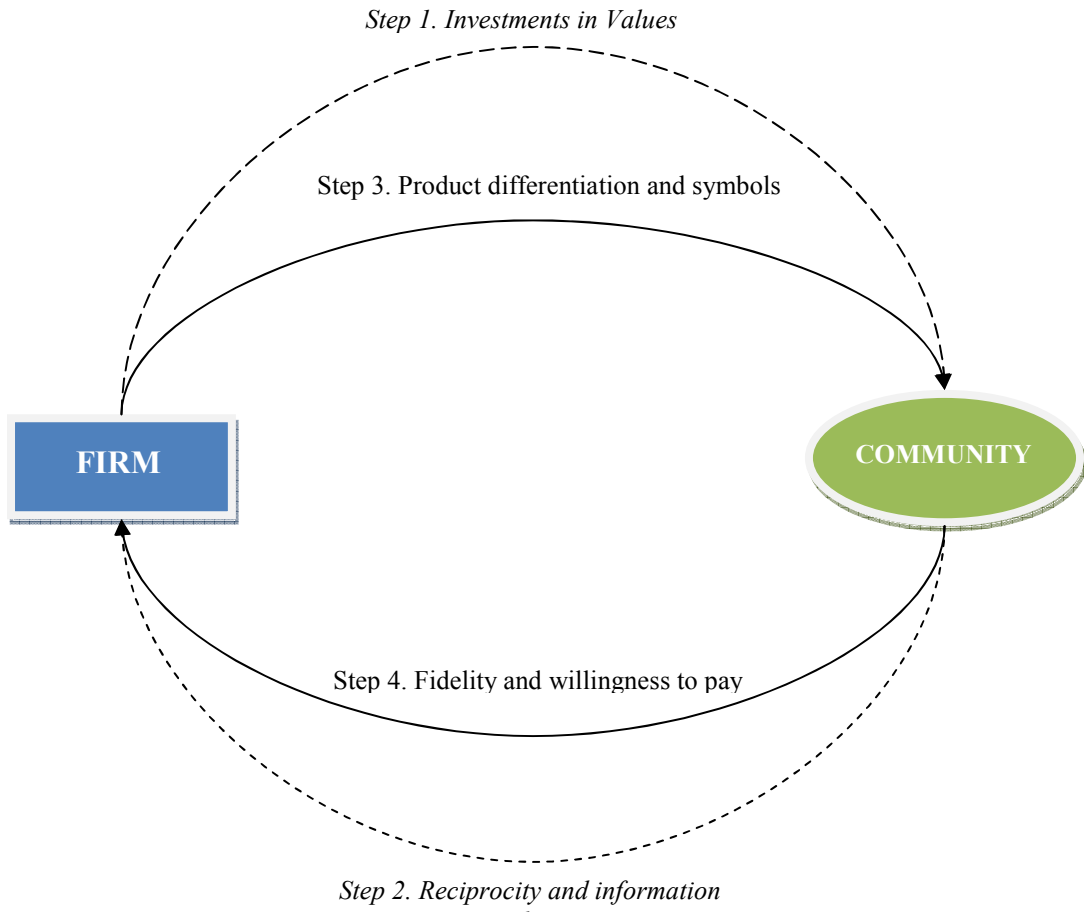 Step 1. Investments in Values
Step 3. Product differentiation and symbols
FIRM
COMMUNITY
Step 4. Fidelity and willingness to pay
Step 2. Reciprocity and information